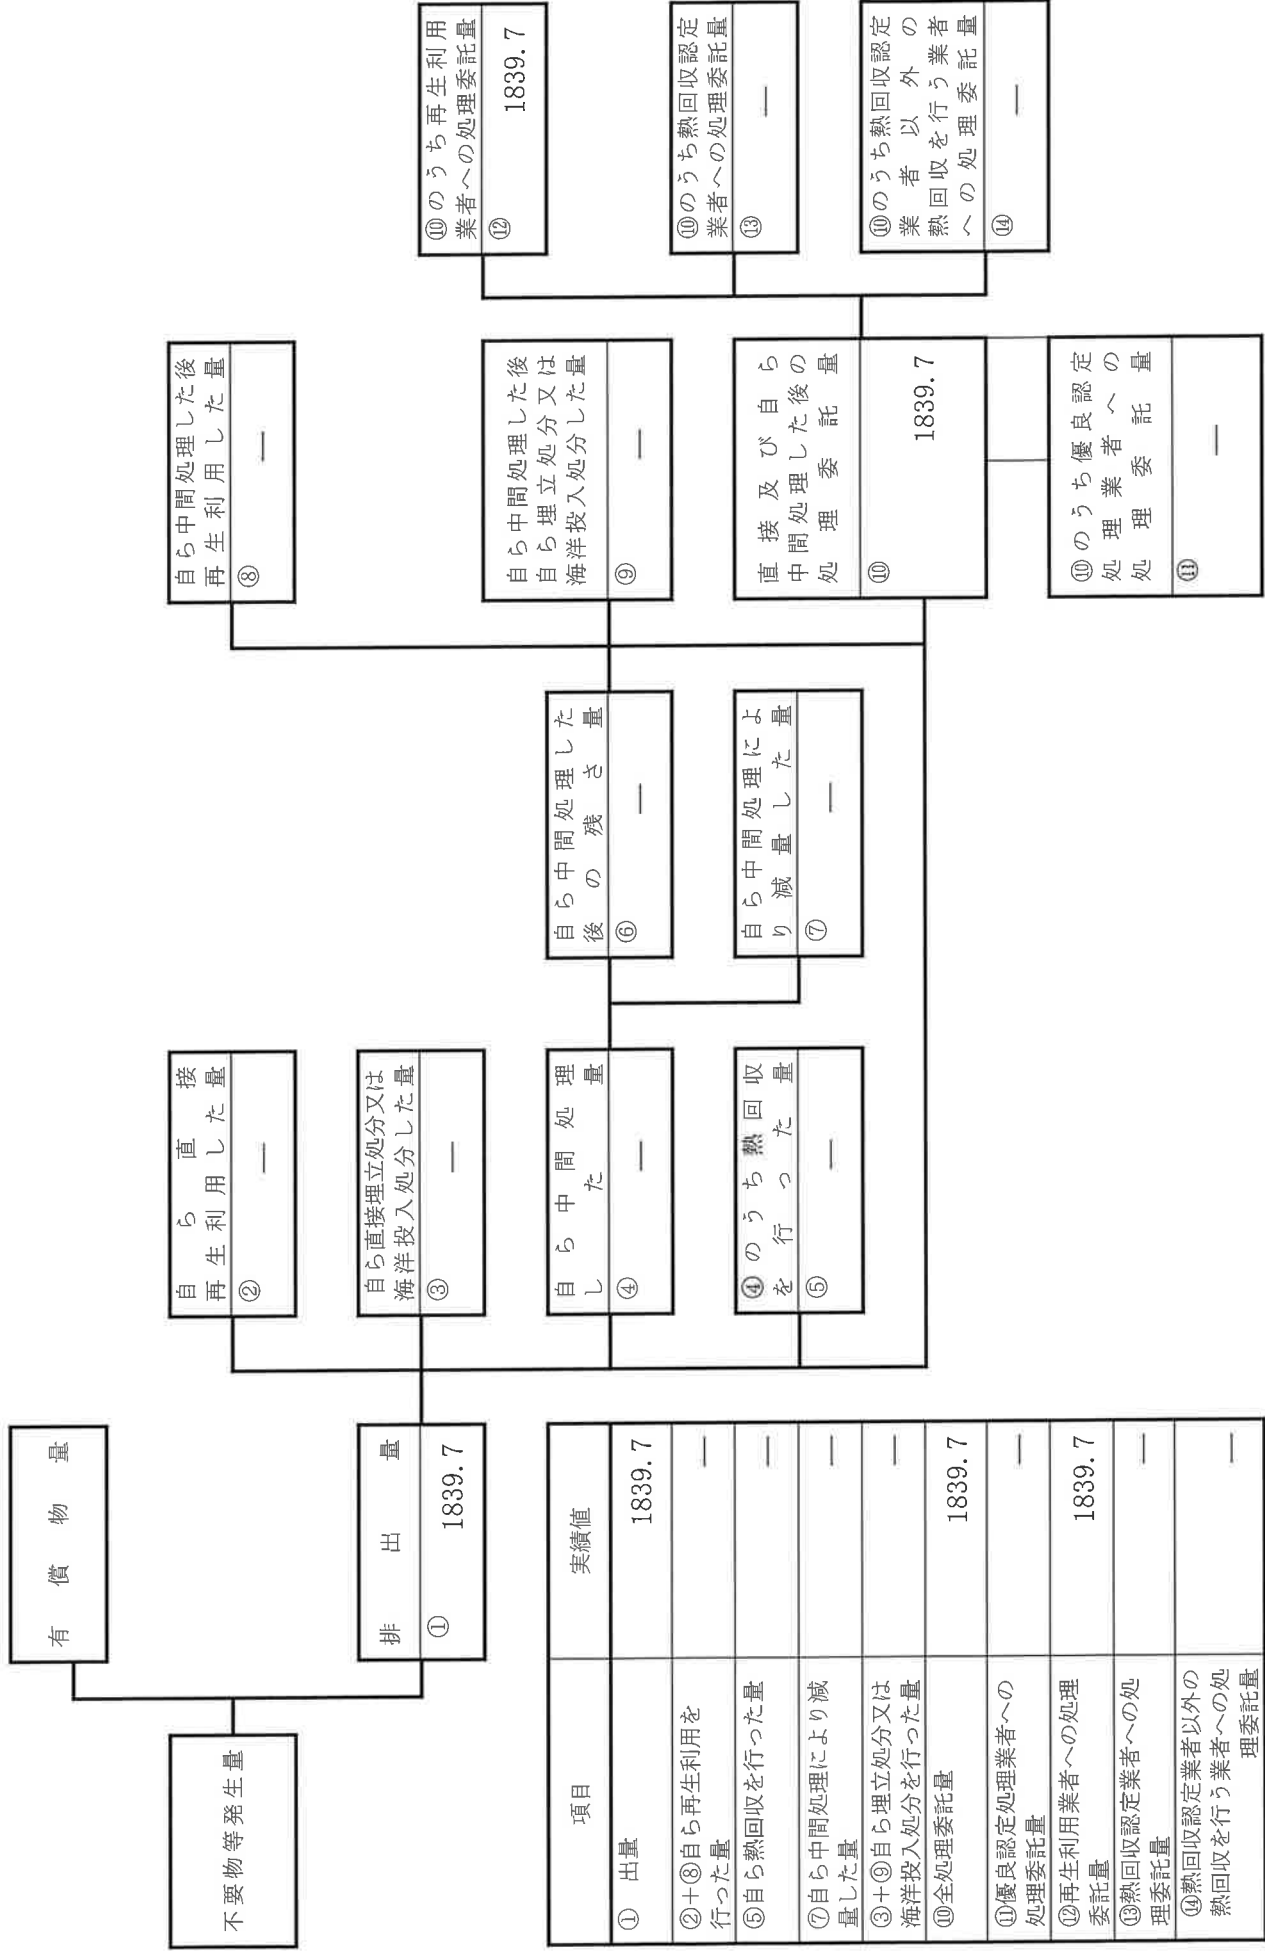 有償物量
不要物等発生量
排出量
① 1839.7
自ら直接
再生利用した量
② —
自ら直接埋立処分又は
海洋投入処分した量
③ —
自ら中間処理
した量
④ —
④のうち熱回収
を行った量
⑤ —
自ら中間処理した
後の残さ量
⑥ —
自ら中間処理によ
り減量した量
⑦ —
自ら中間処理した後
再生利用した量
⑧ —
自ら中間処理した後
自ら埋立処分又は
海洋投入処分した量
⑨ —
直接及び自ら
中間処理した後の
処理委託量
⑩ 1839.7
⑩のうち優良認定
処理業者への
処理委託量
⑪ —
⑩のうち再生利用
業者への処理委託量
⑫ 1839.7
⑩のうち熱回収認定
業者への処理委託量
⑬ —
⑩のうち熱回収認定
業者以外の
熱回収を行う業者
への処理委託量
⑭ —
項目 実績値
① 出量 1839.7
②+⑧自ら再生利用を
行った量 —
⑤自ら熱回収を行った量 —
⑦自ら中間処理により減
量した量 —
③+⑨自ら埋立処分又は
海洋投入処分を行った量 —
⑩全処理委託量 1839.7
⑪優良認定処理業者への
処理委託量 —
⑫再生利用業者への処理
委託量 1839.7
⑬熱回収認定業者への処
理委託量 —
⑭熱回収認定業者以外の
熱回収を行う業者への処
理委託量 —